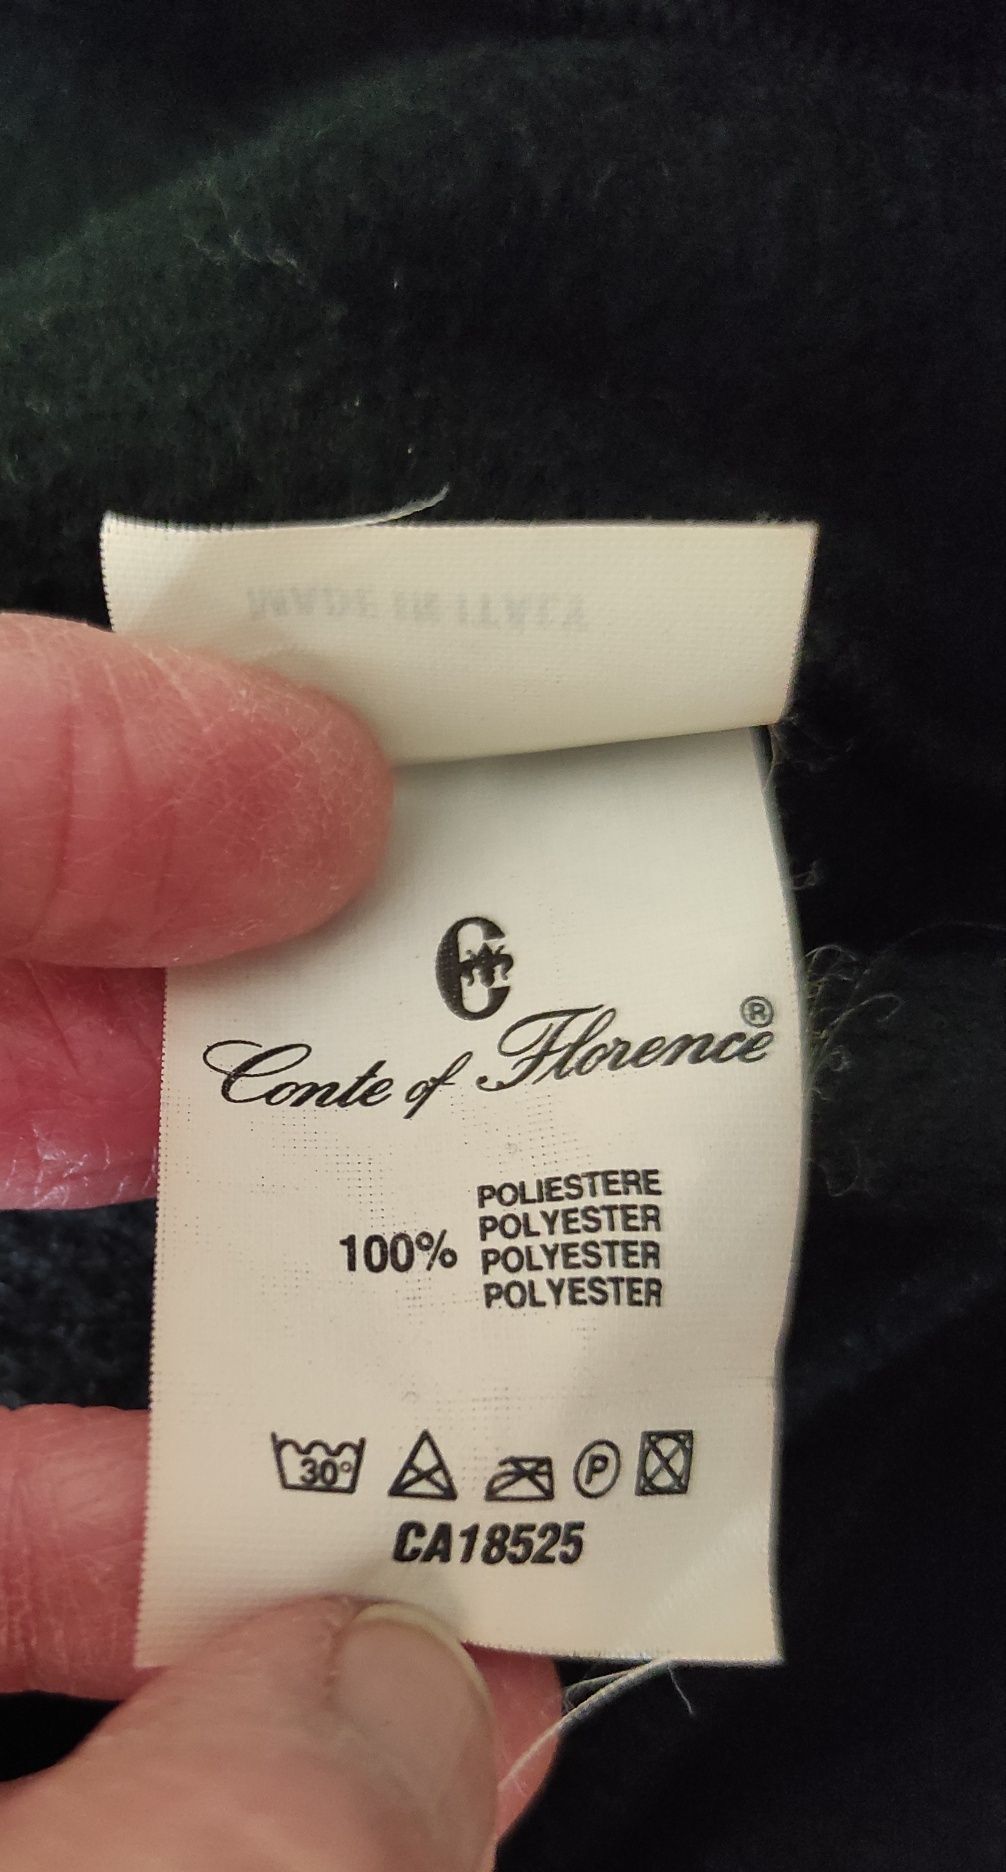 MADE IN ITALY
Conte of Florence®
POLIESTERE
POLYESTER
100% POLYESTER
POLYESTER
30°
P
CA18525